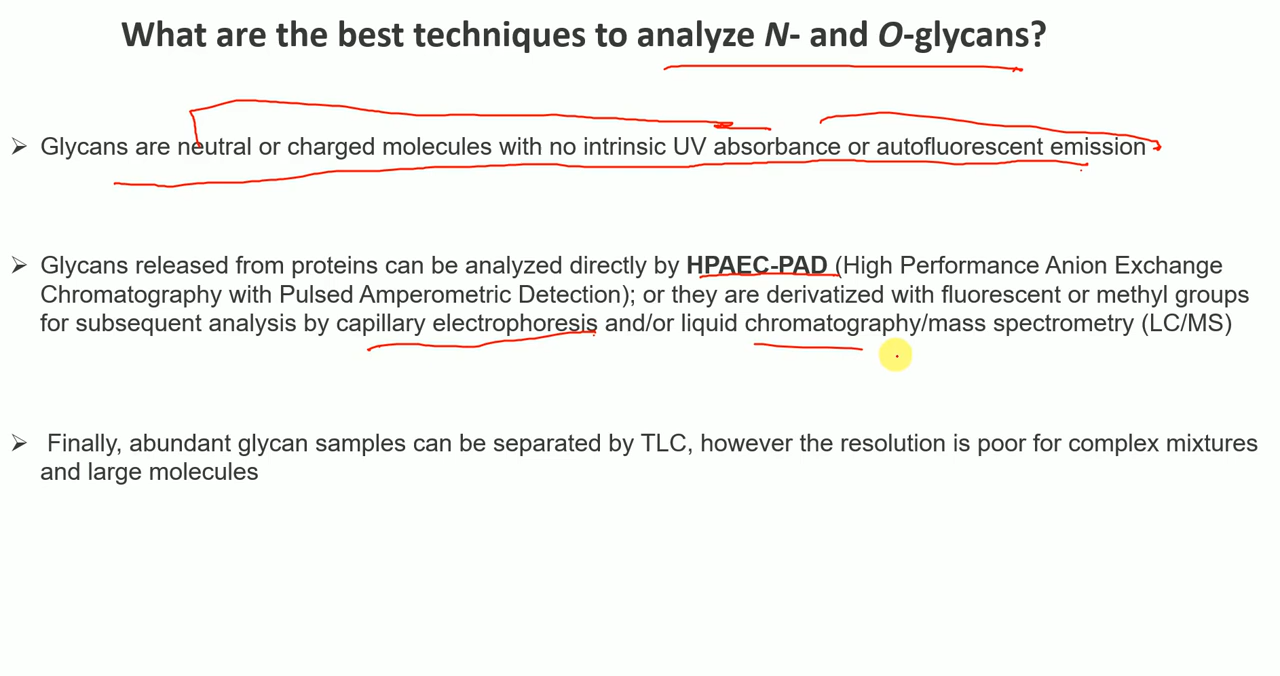 What are the best techniques to analyze N- and O-glycans?
➢ Glycans are neutral or charged molecules with no intrinsic UV absorbance or autofluorescent emission
➢ Glycans released from proteins can be analyzed directly by HPAEC-PAD (High Performance Anion Exchange
Chromatography with Pulsed Amperometric Detection); or they are derivatized with fluorescent or methyl groups
for subsequent analysis by capillary electrophoresis and/or liquid chromatography/mass spectrometry (LC/MS)
➢ Finally, abundant glycan samples can be separated by TLC, however the resolution is poor for complex mixtures
and large molecules